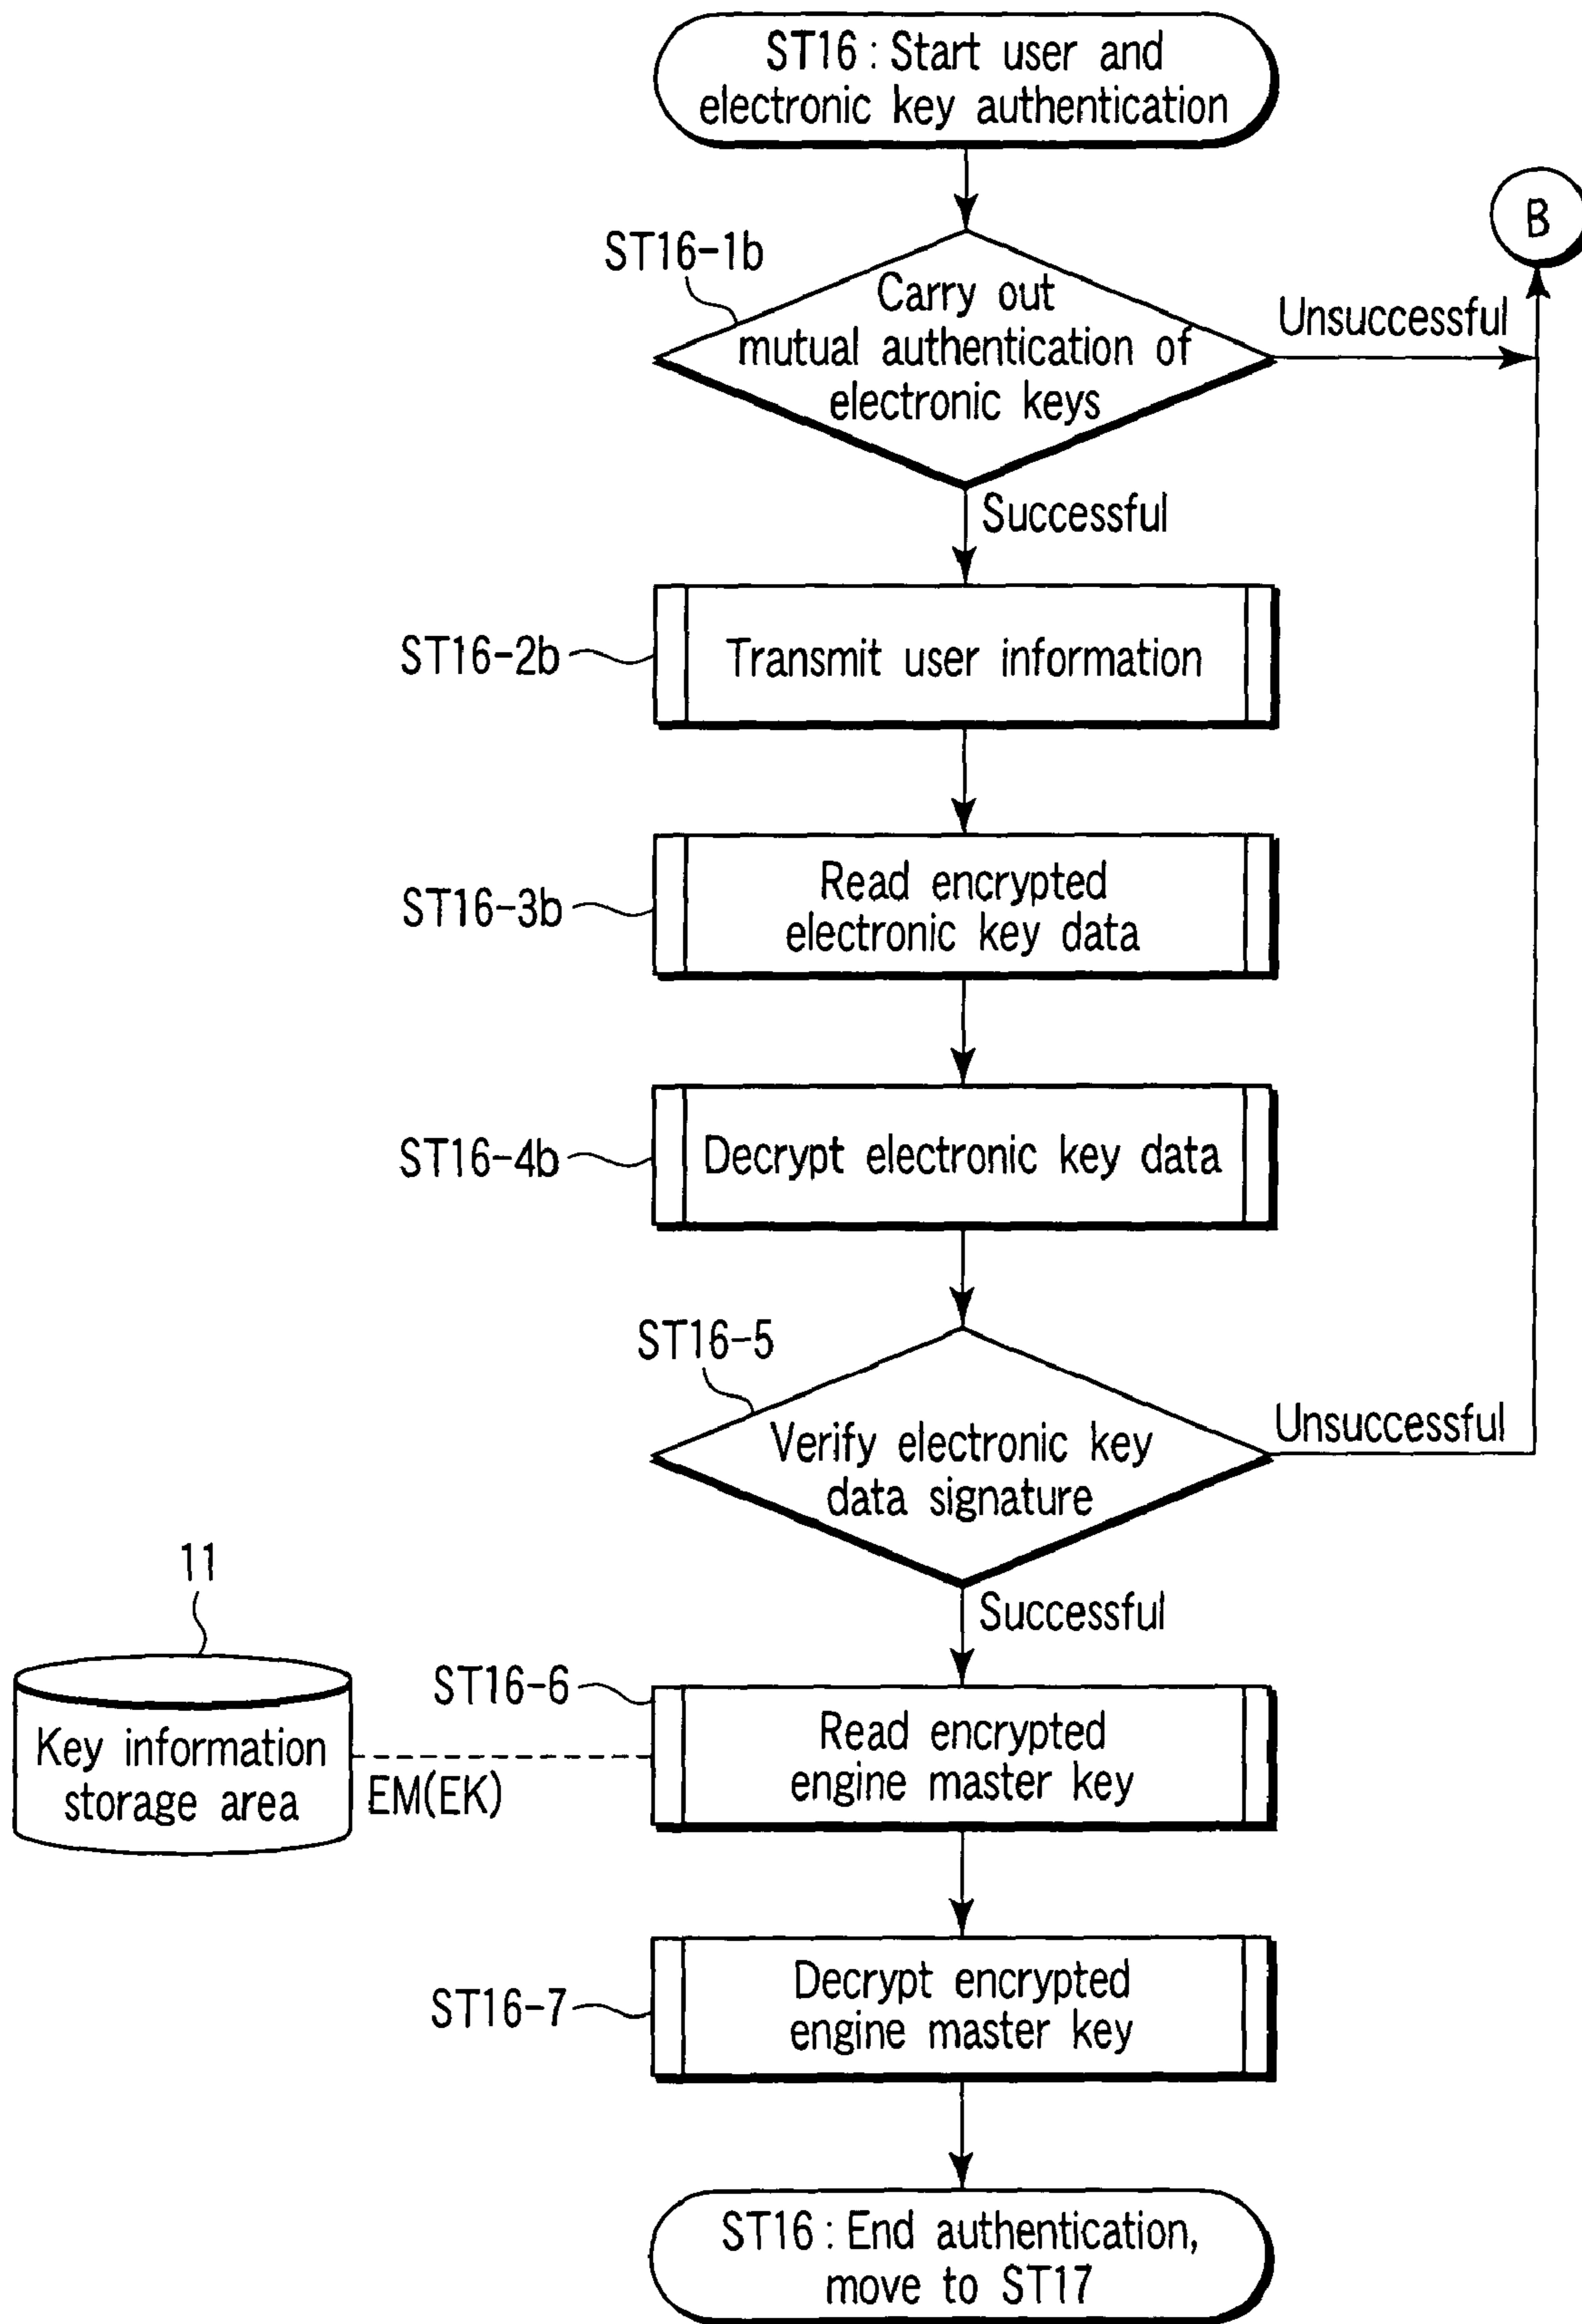 ST16 : Start user and
electronic key authentication
B
ST16-1b
Carry out
mutual authentication of
electronic keys
Unsuccessful
Successful
ST16-2b
Transmit user information
ST16-3b
Read encrypted
electronic key data
ST16-4b
Decrypt electronic key data
ST16-5
Verify electronic key
data signature
Unsuccessful
Successful
11
Key information
storage area
EM(EK)
ST16-6
Read encrypted
engine master key
ST16-7
Decrypt encrypted
engine master key
ST16 : End authentication,
move to ST17